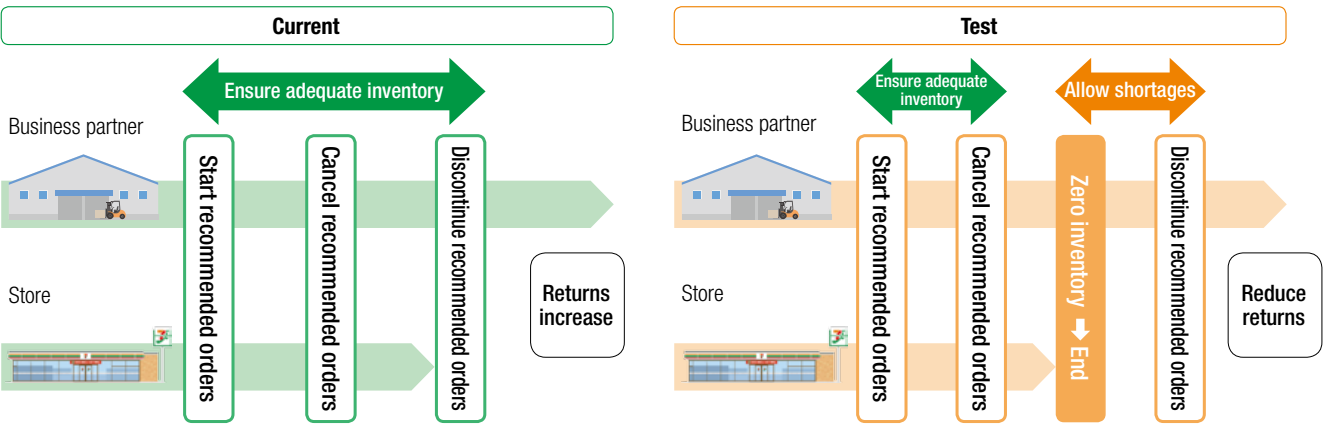 Current
Ensure adequate inventory
Business partner
Start recommended orders
Cancel recommended orders
Discontinue recommended orders
Store
Returns
increase
Test
Ensure adequate
inventory
Allow shortages
Business partner
Start recommended orders
Cancel recommended orders
Zero inventory ➡ End
Discontinue recommended orders
Store
Reduce
returns